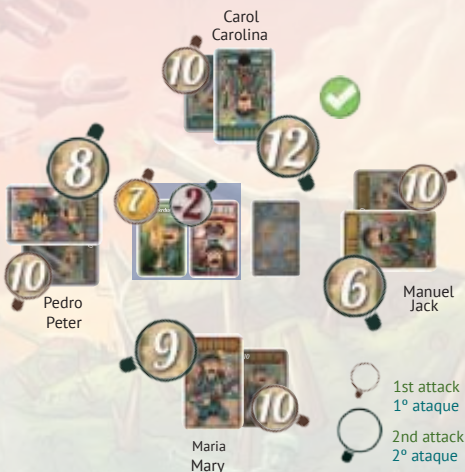 Carol
Carolina
10
12
8
7
-2
10
10
Pedro
Peter
6
Manuel
Jack
9
10
Maria
Mary
1st attack
1º ataque
2nd attack
2º ataque